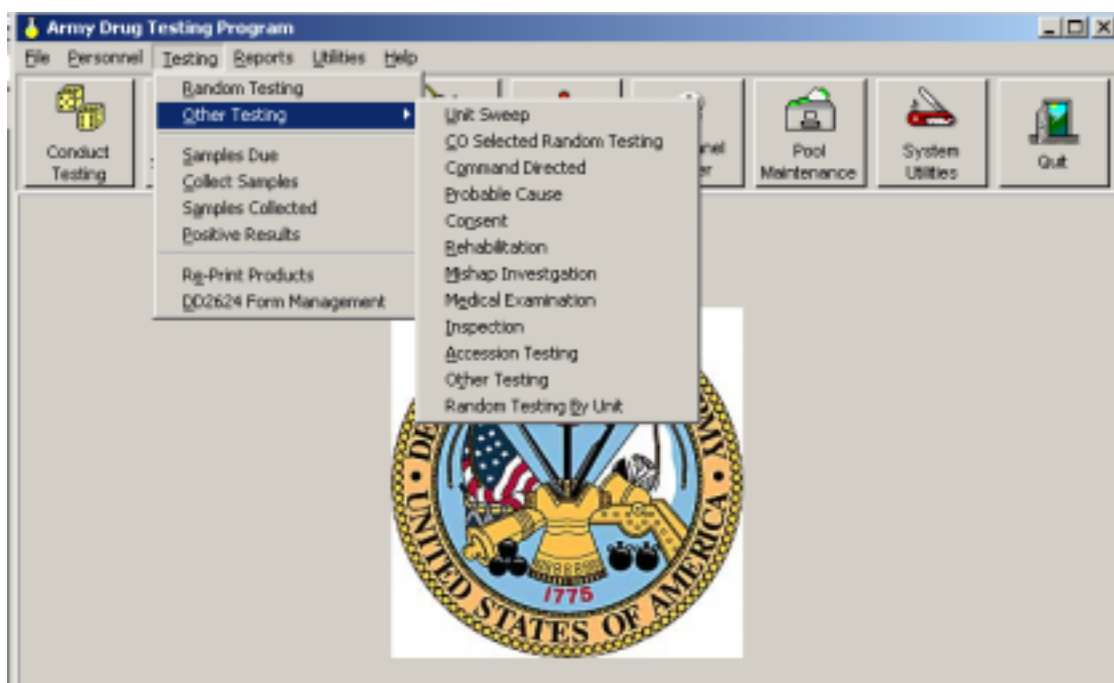 Army Drug Testing Program
File Personnel Testing Reports Utilities Help
Conduct
Testing
Pool
Maintenance
System
Utilities
Quit
Random Testing
Other Testing
Samples Due
Collect Samples
Samples Collected
Positive Results
Re-Print Products
DD2624 Form Management
Unit Sweep
CO Selected Random Testing
Command Directed
Probable Cause
Consent
Rehabilitation
Mishap Investgation
Medical Examination
Inspection
Accession Testing
Other Testing
Random Testing By Unit
UNITED STATES OF AMERICA
1775